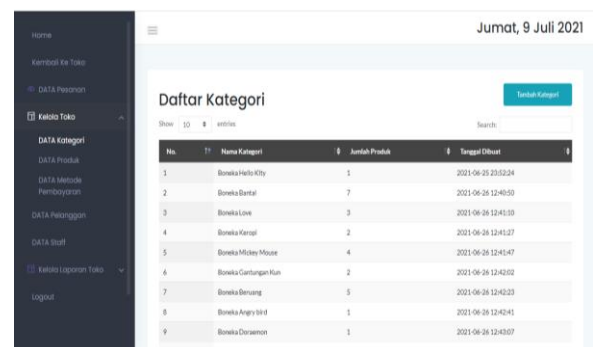 Jumat, 9 Juli 2021
Home
Kembali Ke Toko
DATA Pesanan
Kelola Toko
DATA Kategori
DATA Produk
DATA Metode
Pembayaran
DATA Pelanggan
DATA Staff
Kelola Laporan Toko
Logout
Daftar Kategori
Tambah Kategori
Show 10 entries
Search:
No. Nama Kategori Jumlah Produk Tanggal Dibuat
1 Boneka Hello Kity 1 2021-06-25 23:52:24
2 Boneka Bantal 7 2021-06-26 12:40:50
3 Boneka Love 3 2021-06-26 12:41:10
4 Boneka Keropi 2 2021-06-26 12:41:27
5 Boneka Mickey Mouse 4 2021-06-26 12:41:47
6 Boneka Gantungan Kun 2 2021-06-26 12:42:02
7 Boneka Beruang 5 2021-06-26 12:42:23
8 Boneka Angry bird 1 2021-06-26 12:42:41
9 Boneka Doraemon 1 2021-06-26 12:43:07